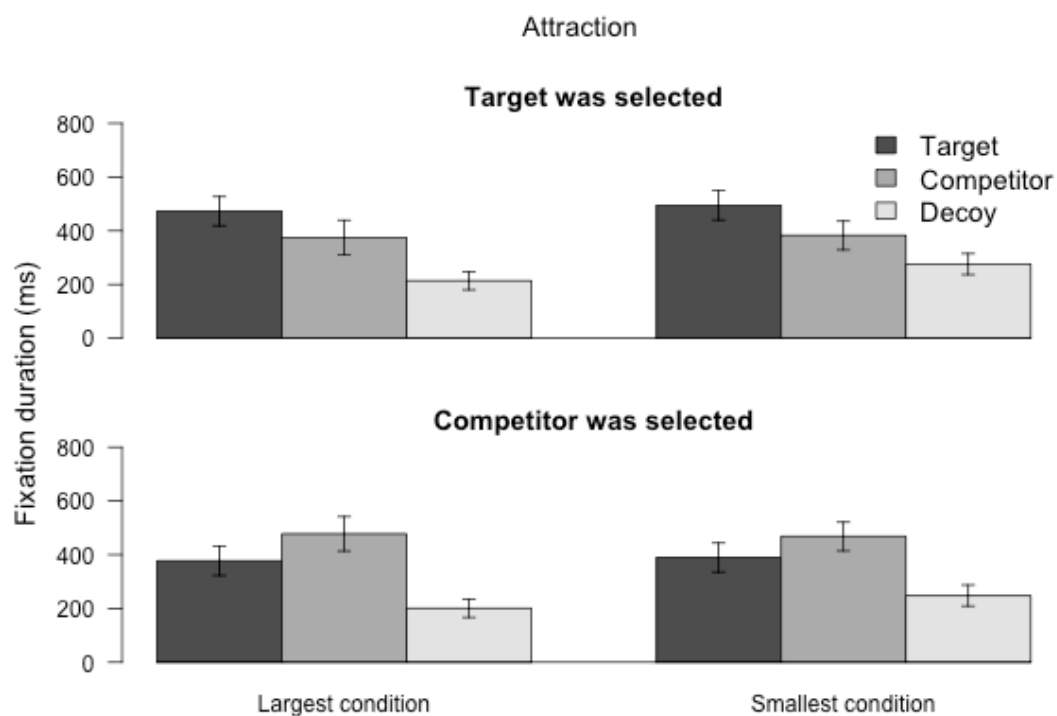 Attraction
Target was selected
800
600
400
200
0
Target
Competitor
Decoy
Fixation duration (ms)
Competitor was selected
800
600
400
200
0
Largest condition
Smallest condition